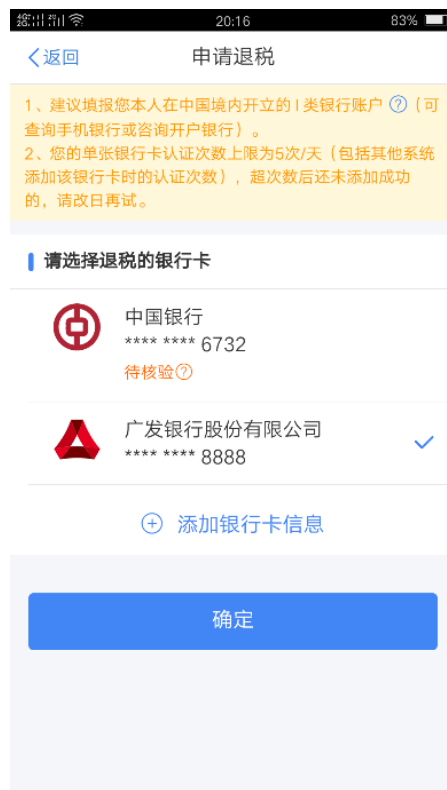 20:16
83%
返回
申请退税
1、建议填报您本人在中国境内开立的Ⅰ类银行账户?（可
查询手机银行或咨询开户银行）。
2、您的单张银行卡认证次数上限为5次/天（包括其他系统
添加该银行卡时的认证次数），超次数后还未添加成功
的，请改日再试。
请选择退税的银行卡
中国银行
**** **** 6732
待核验?
广发银行股份有限公司
**** **** 8888
添加银行卡信息
确定